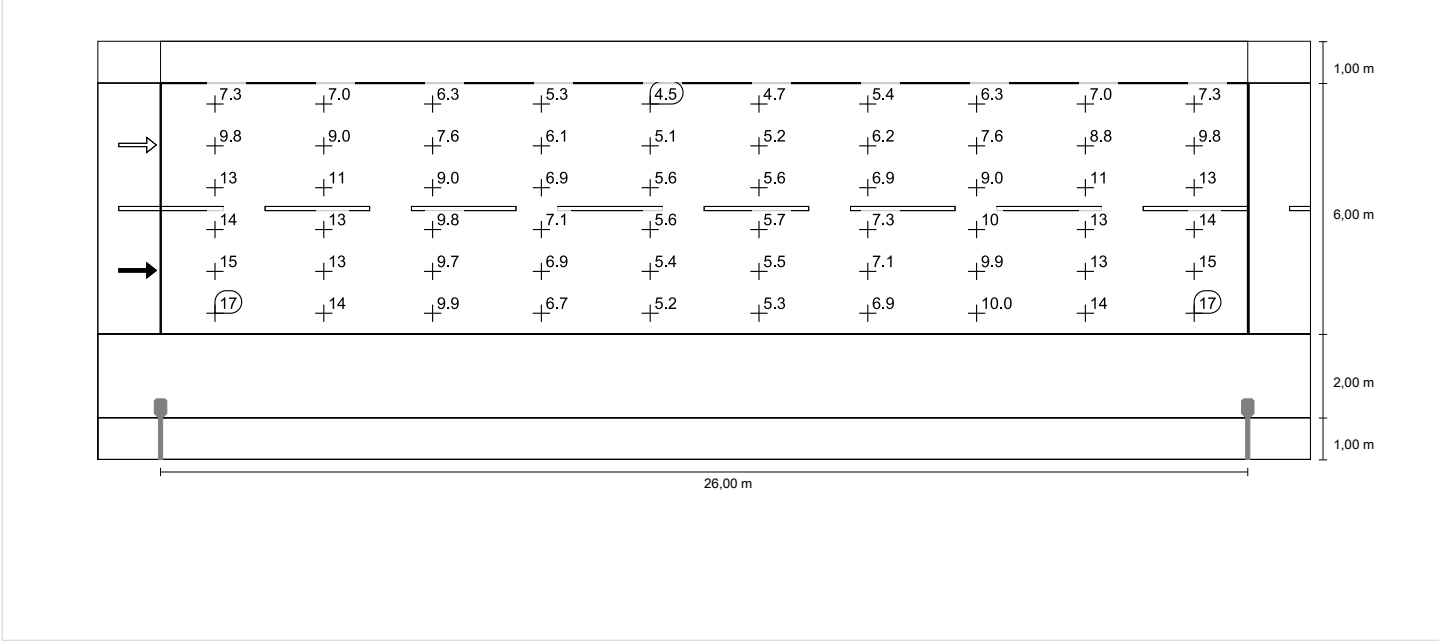 1,00 m
7.3 7.0 6.3 5.3 4.5 4.7 5.4 6.3 7.0 7.3
9.8 9.0 7.6 6.1 5.1 5.2 6.2 7.6 8.8 9.8
13 11 9.0 6.9 5.6 5.6 6.9 9.0 11 13
6,00 m
14 13 9.8 7.1 5.6 5.7 7.3 10 13 14
15 13 9.7 6.9 5.4 5.5 7.1 9.9 13 15
17 14 9.9 6.7 5.2 5.3 6.9 10.0 14 17
2,00 m
1,00 m
26,00 m